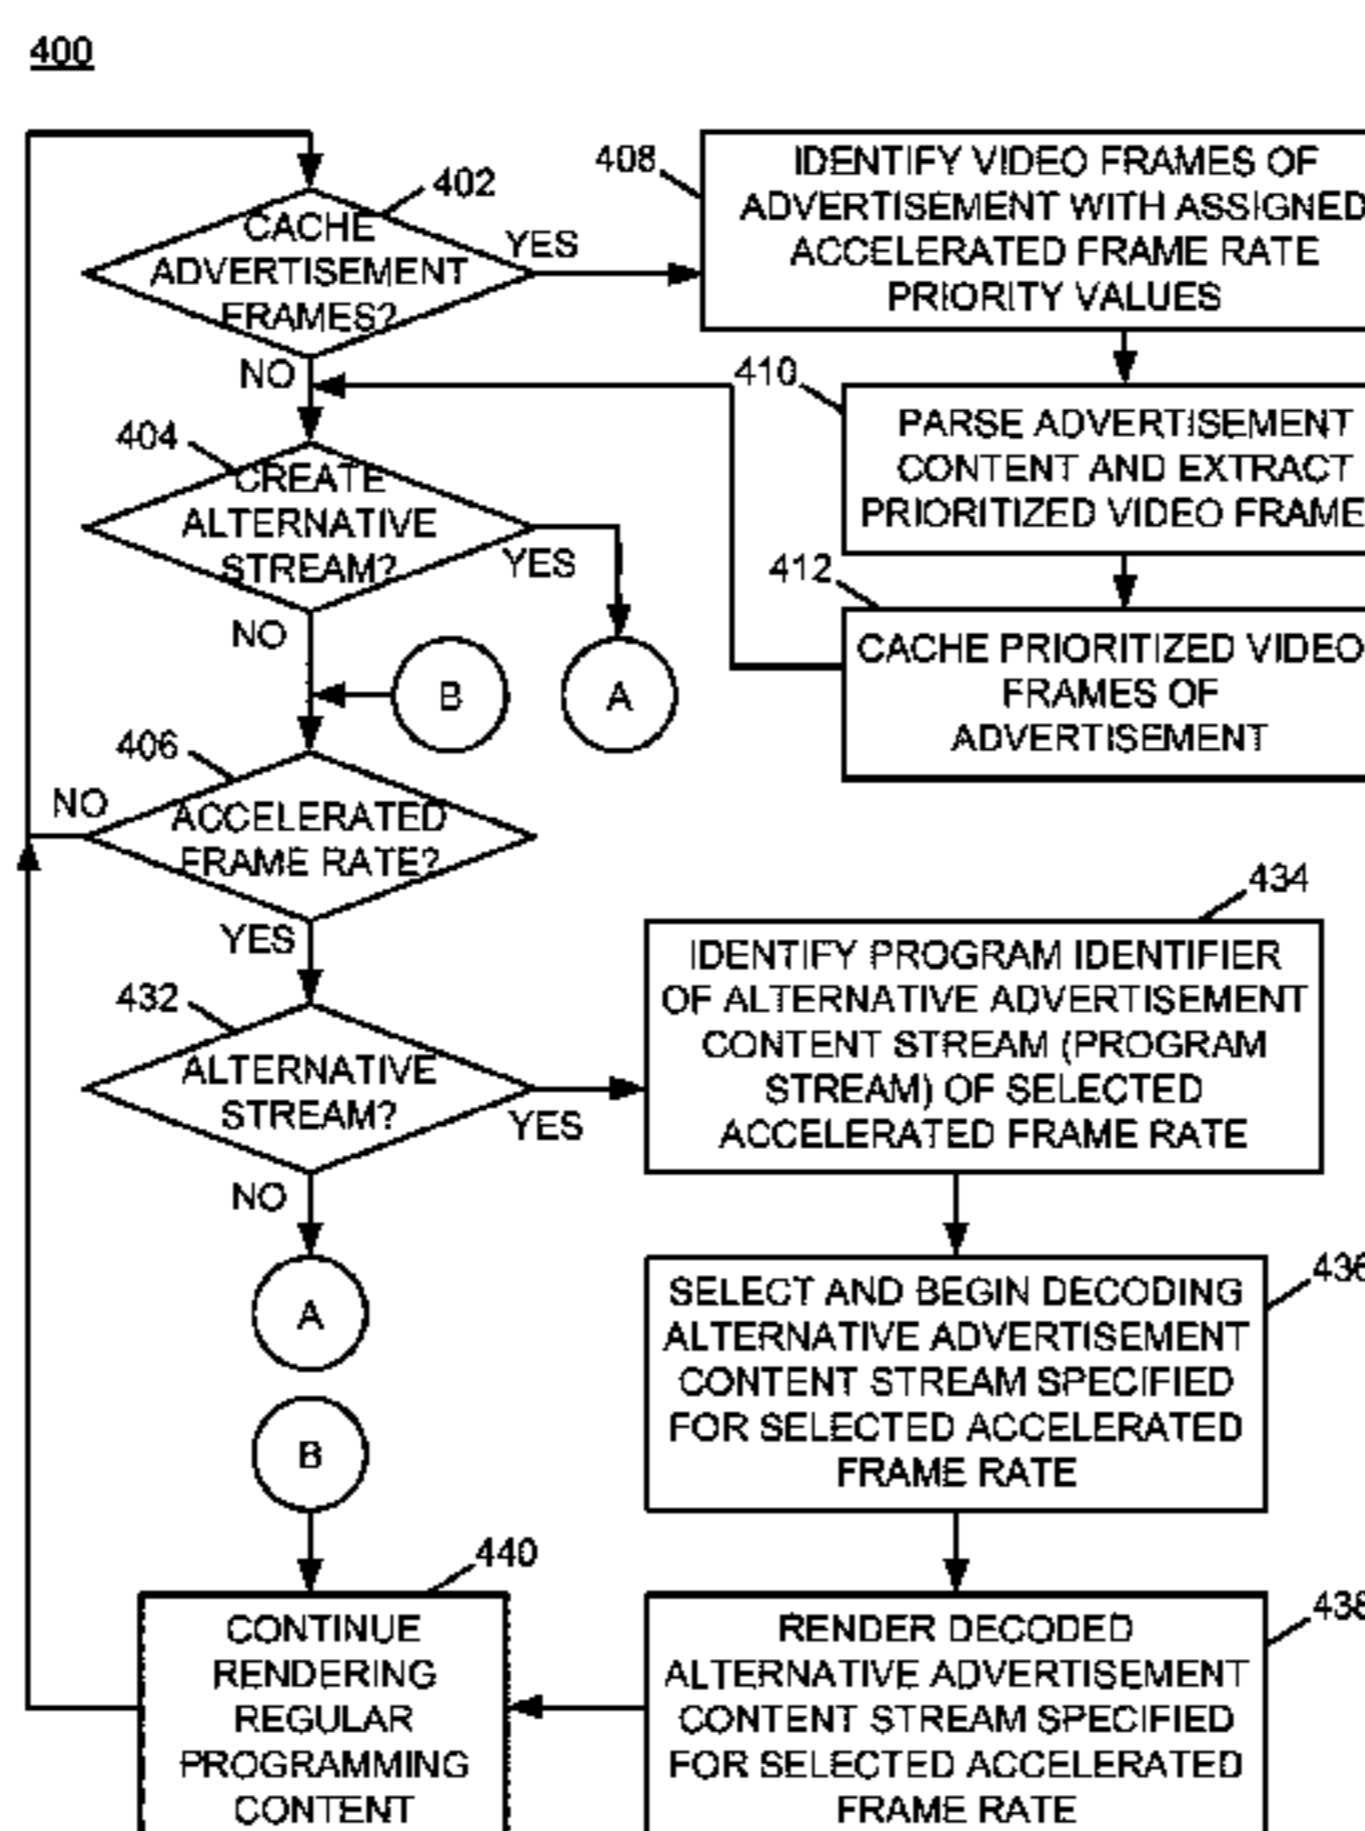 400
402
CACHE
ADVERTISEMENT
FRAMES?
YES
NO
408
IDENTIFY VIDEO FRAMES OF
ADVERTISEMENT WITH ASSIGNED
ACCELERATED FRAME RATE
PRIORITY VALUES
410
PARSE ADVERTISEMENT
CONTENT AND EXTRACT
PRIORITIZED VIDEO FRAME
412
CACHE PRIORITIZED VIDEO
FRAMES OF
ADVERTISEMENT
404
CREATE
ALTERNATIVE
STREAM?
YES
NO
B
A
406
ACCELERATED
FRAME RATE?
NO
YES
432
ALTERNATIVE
STREAM?
YES
NO
434
IDENTIFY PROGRAM IDENTIFIER
OF ALTERNATIVE ADVERTISEMENT
CONTENT STREAM (PROGRAM
STREAM) OF SELECTED
ACCELERATED FRAME RATE
A
436
SELECT AND BEGIN DECODING
ALTERNATIVE ADVERTISEMENT
CONTENT STREAM SPECIFIED
FOR SELECTED ACCELERATED
FRAME RATE
B
440
CONTINUE
RENDERING
REGULAR
PROGRAMMING
CONTENT
438
RENDER DECODED
ALTERNATIVE ADVERTISEMENT
CONTENT STREAM SPECIFIED
FOR SELECTED ACCELERATED
FRAME RATE